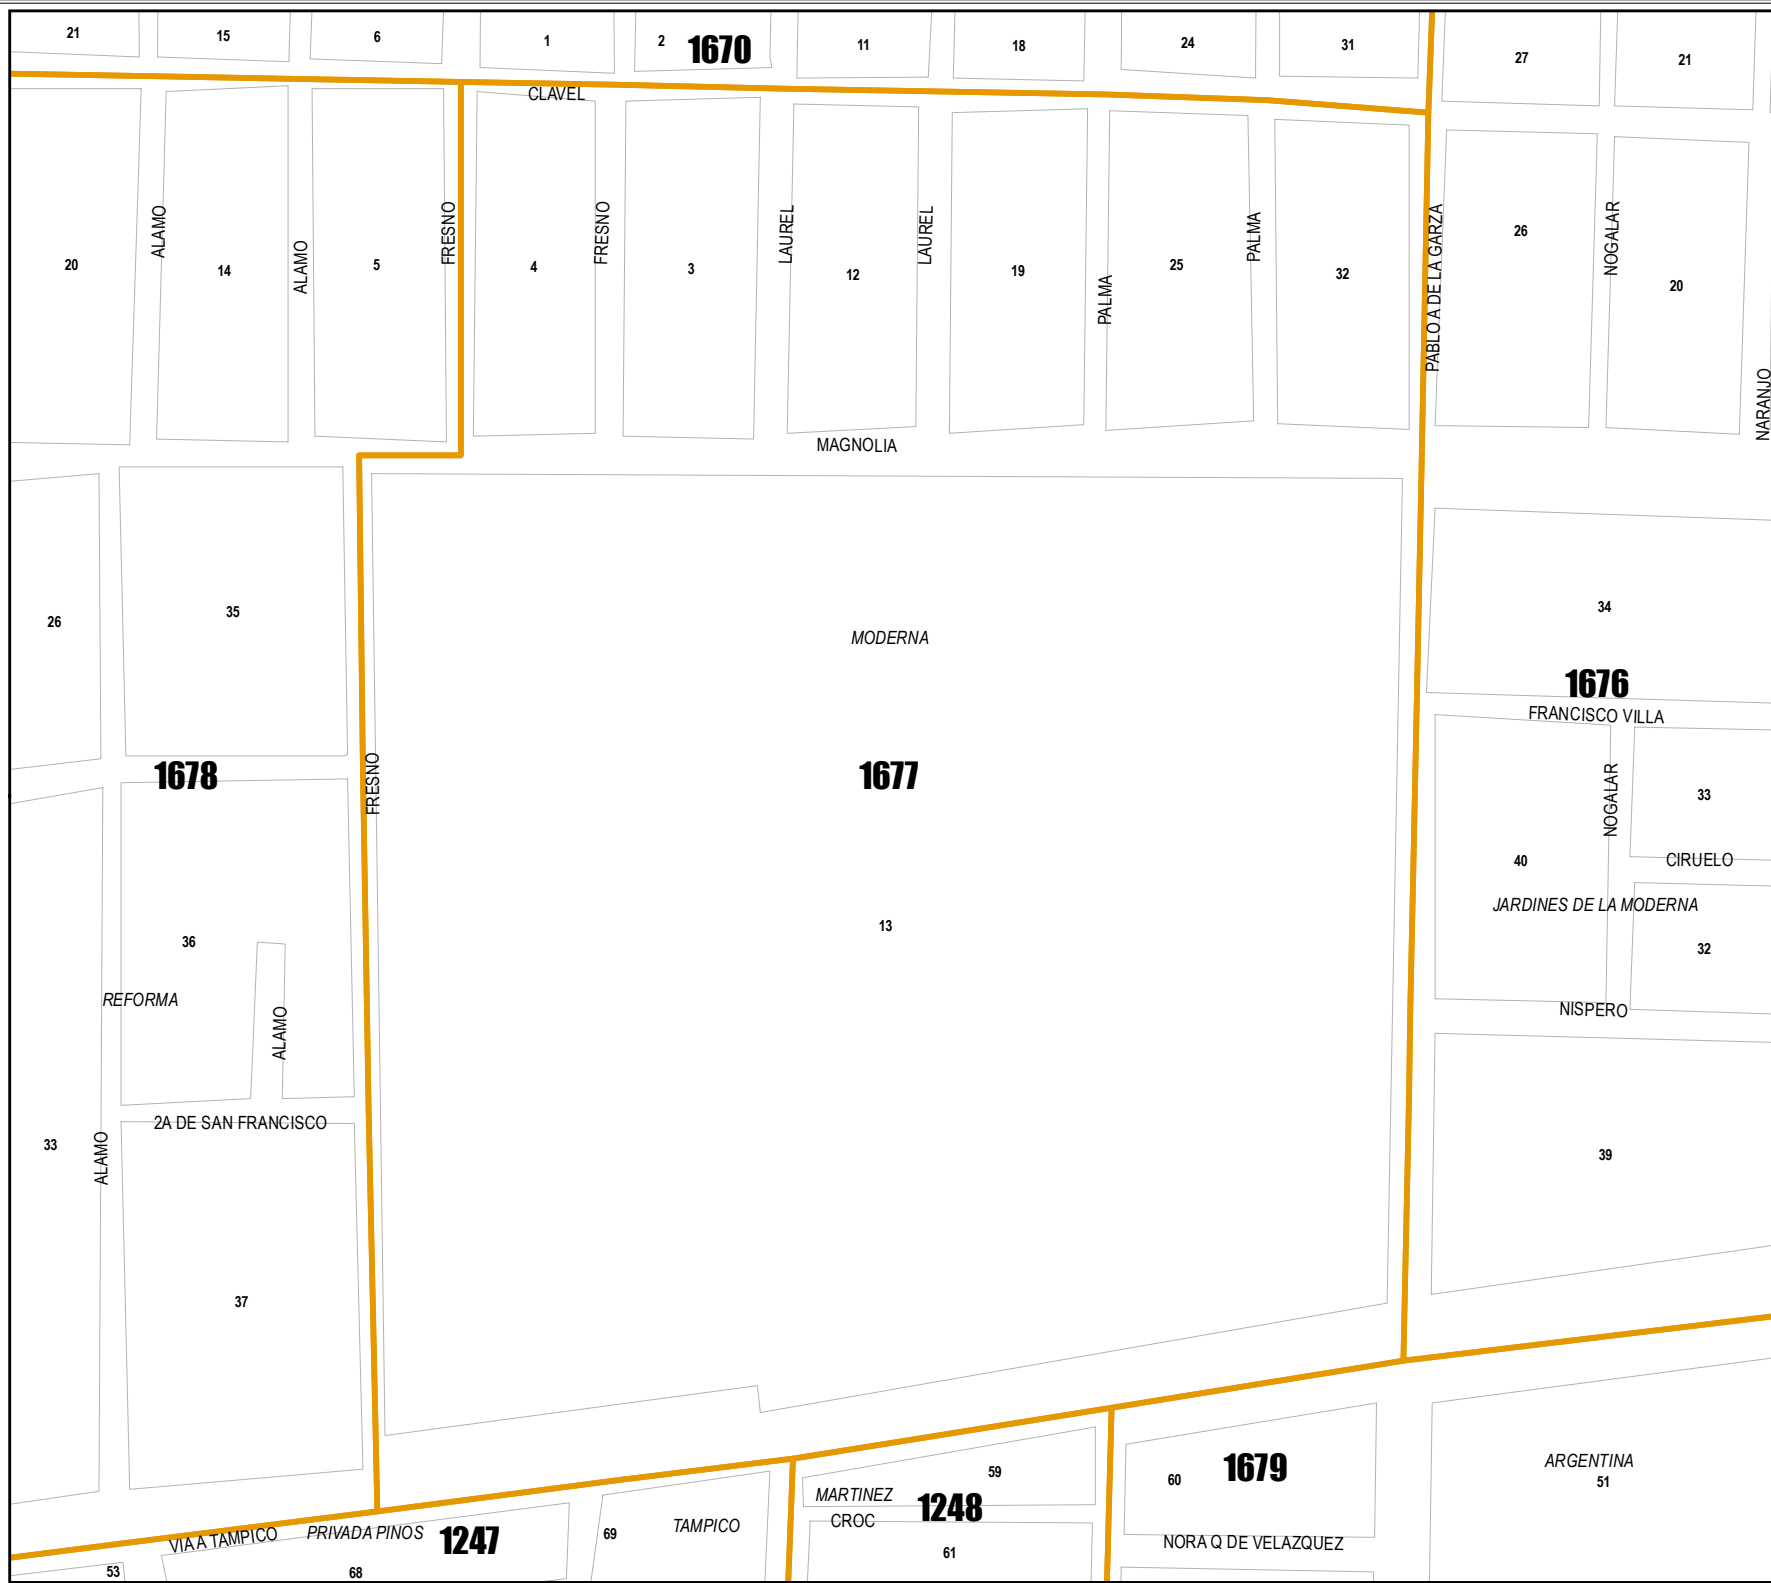 21
15
6
1
2
1670
11
18
24
31
27
21
CLAVEL
ALAMO
ALAMO
FRESNO
FRESNO
LAUREL
LAUREL
PALMA
PALMA
PABLO A DE LA GARZA
NOGALAR
NARANJO
20
14
5
4
3
12
19
25
32
26
20
MAGNOLIA
26
35
MODERNA
34
1676
FRANCISCO VILLA
1678
FRESNO
1677
NOGALAR
33
40
CIRUELO
JARDINES DE LA MODERNA
13
36
32
REFORMA
ALAMO
NISPERO
2A DE SAN FRANCISCO
33
ALAMO
39
37
59
60
1679
ARGENTINA
51
MARTINEZ
1248
CROC
VIA A TAMPICO
PRIVADA PINOS
1247
69
TAMPICO
NORA Q DE VELAZQUEZ
61
53
68